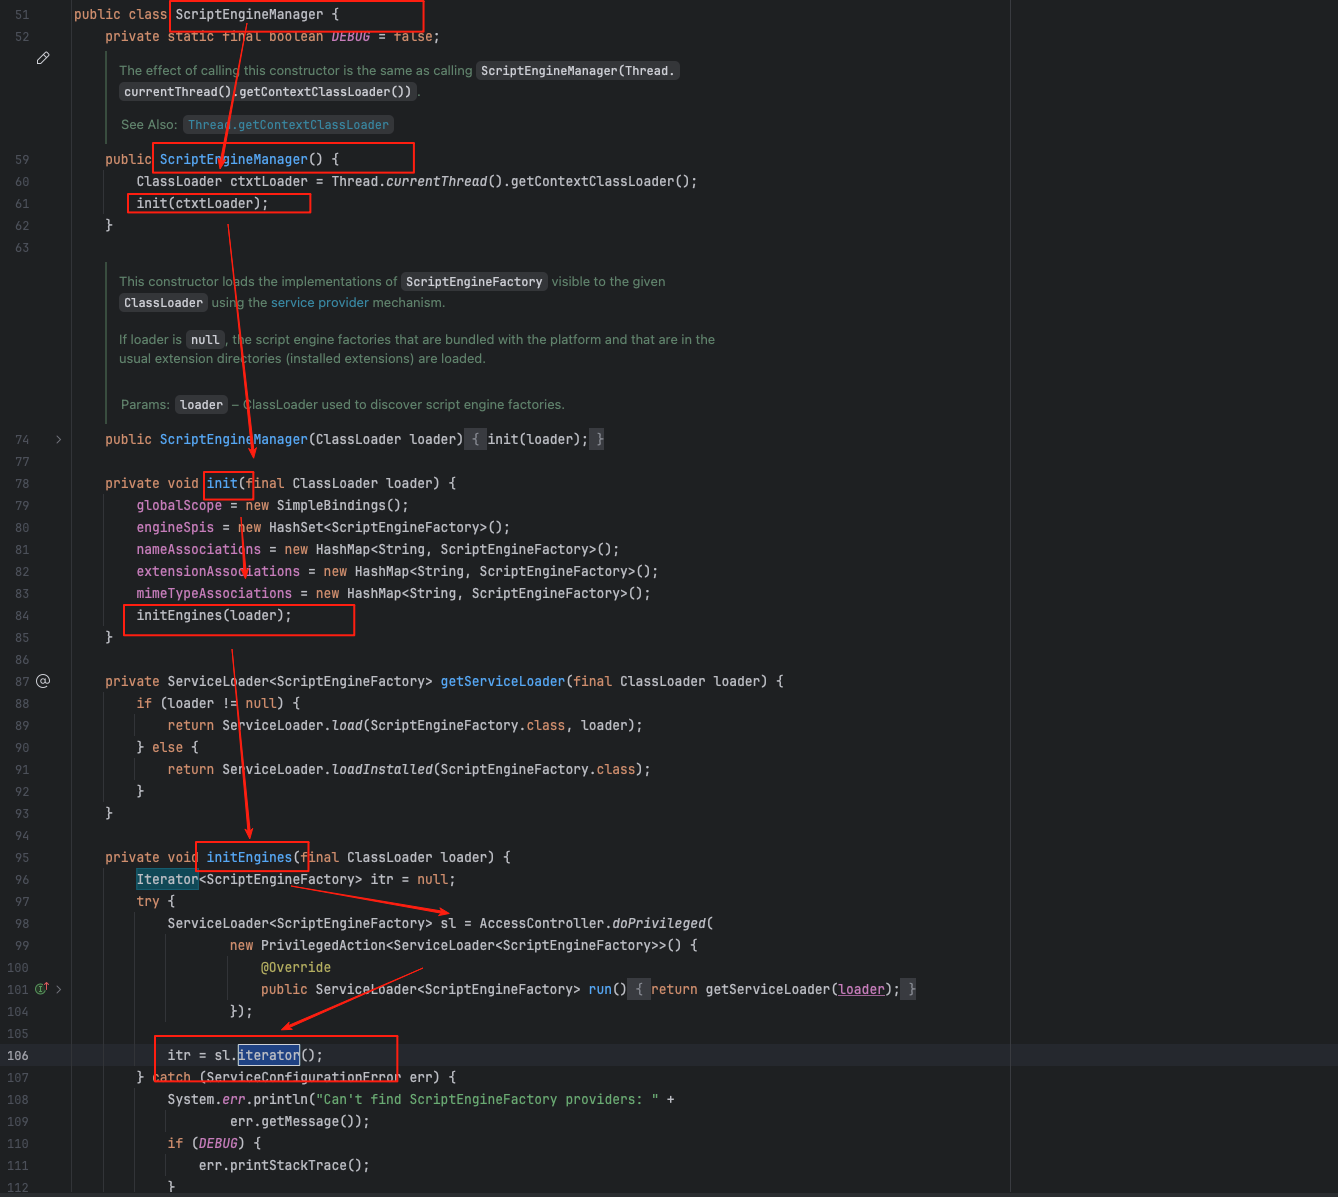 51 public class ScriptEngineManager {
52 private static final boolean DEBUG = false;
The effect of calling this constructor is the same as calling ScriptEngineManager(Thread.
currentThread().getContextClassLoader()).
See Also: Thread.getContextClassLoader
59 public ScriptEngineManager() {
60 ClassLoader ctxtLoader = Thread.currentThread().getContextClassLoader();
61 init(ctxtLoader);
62 }
63
This constructor loads the implementations of ScriptEngineFactory visible to the given
ClassLoader using the service provider mechanism.
If loader is null, the script engine factories that are bundled with the platform and that are in the
usual extension directories (installed extensions) are loaded.
Params: loader – ClassLoader used to discover script engine factories.
74 public ScriptEngineManager(ClassLoader loader) { init(loader); }
77
78 private void init(final ClassLoader loader) {
79 globalScope = new SimpleBindings();
80 engineSpis = new HashSet<ScriptEngineFactory>();
81 nameAssociations = new HashMap<String, ScriptEngineFactory>();
82 extensionAssociations = new HashMap<String, ScriptEngineFactory>();
83 mimeTypeAssociations = new HashMap<String, ScriptEngineFactory>();
84 initEngines(loader);
85 }
86
87 private ServiceLoader<ScriptEngineFactory> getServiceLoader(final ClassLoader loader) {
88 if (loader != null) {
89 return ServiceLoader.load(ScriptEngineFactory.class, loader);
90 } else {
91 return ServiceLoader.loadInstalled(ScriptEngineFactory.class);
92 }
93 }
94
95 private void initEngines(final ClassLoader loader) {
96 Iterator<ScriptEngineFactory> itr = null;
97 try {
98 ServiceLoader<ScriptEngineFactory> sl = AccessController.doPrivileged(
99 new PrivilegedAction<ServiceLoader<ScriptEngineFactory>>() {
100 @Override
101 public ServiceLoader<ScriptEngineFactory> run() { return getServiceLoader(loader); }
104 });
105
106 itr = sl.iterator();
107 } catch (ServiceConfigurationError err) {
108 System.err.println("Can't find ScriptEngineFactory providers: " +
109 err.getMessage());
110 if (DEBUG) {
111 err.printStackTrace();
112 }